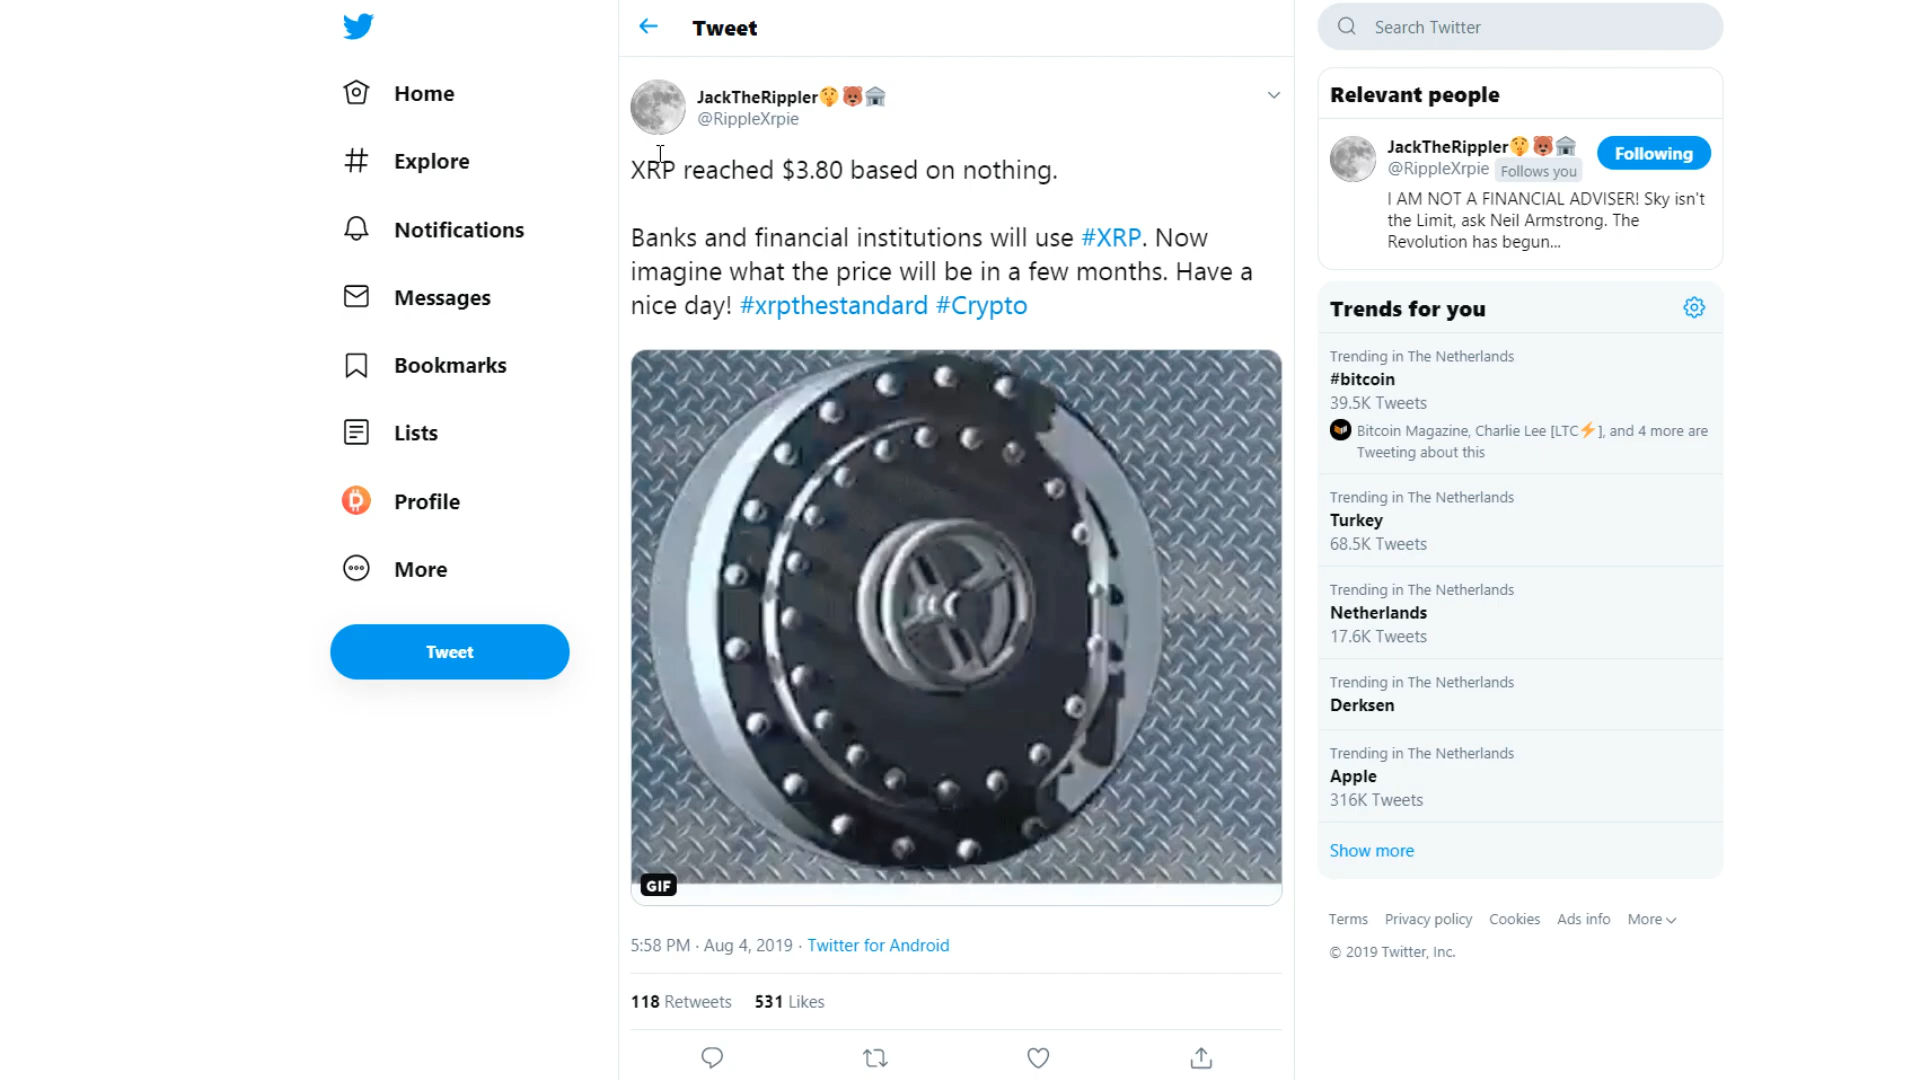 Home
Explore
Notifications
Messages
Bookmarks
Lists
Profile
More
Tweet
Tweet
JackTheRippler🤫🐻🏛️
@RippleXrpie
XRP reached $3.80 based on nothing.
Banks and financial institutions will use #XRP. Now
imagine what the price will be in a few months. Have a
nice day! #xrpthestandard #Crypto
GIF
5:58 PM · Aug 4, 2019 · Twitter for Android
118 Retweets 531 Likes
Search Twitter
Relevant people
JackTheRippler🤫🐻🏛️
@RippleXrpie Follows you
Following
I AM NOT A FINANCIAL ADVISER! Sky isn't
the Limit, ask Neil Armstrong. The
Revolution has begun...
Trends for you
Trending in The Netherlands
#bitcoin
39.5K Tweets
Bitcoin Magazine, Charlie Lee [LTC⚡], and 4 more are
Tweeting about this
Trending in The Netherlands
Turkey
68.5K Tweets
Trending in The Netherlands
Netherlands
17.6K Tweets
Trending in The Netherlands
Derksen
Trending in The Netherlands
Apple
316K Tweets
Show more
Terms Privacy policy Cookies Ads info More
© 2019 Twitter, Inc.